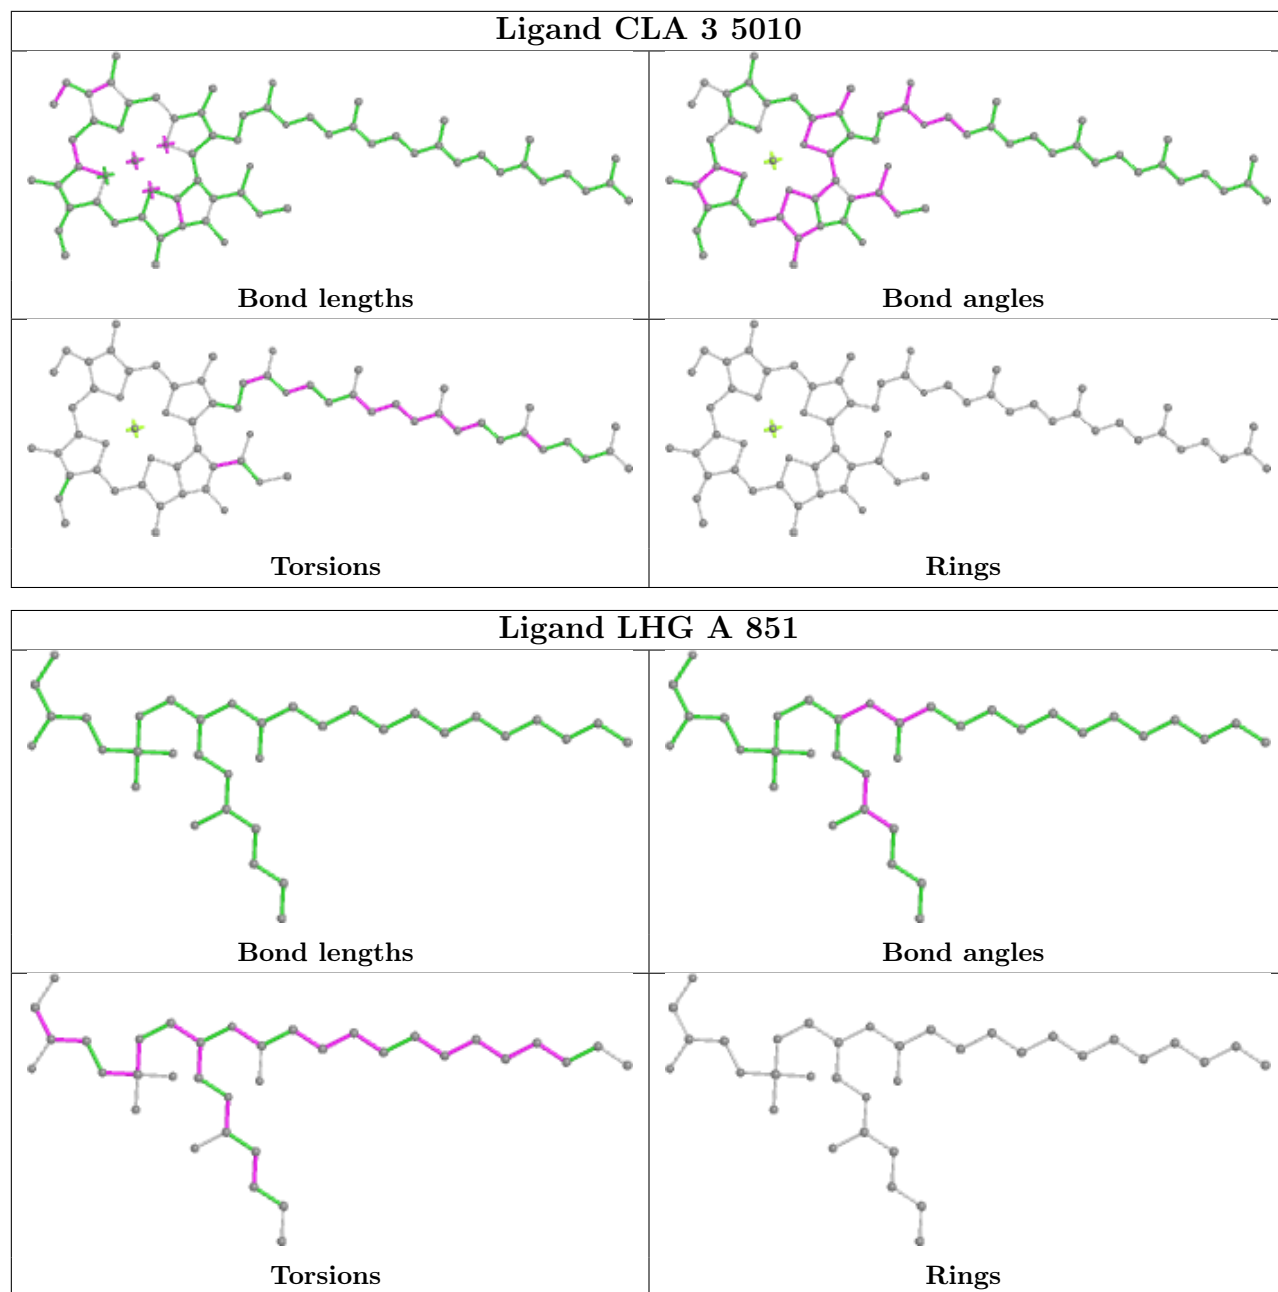 Ligand CLA 3 5010
Bond lengths
Bond angles
Torsions
Rings
Ligand LHG A 851
Bond lengths
Bond angles
Torsions
Rings